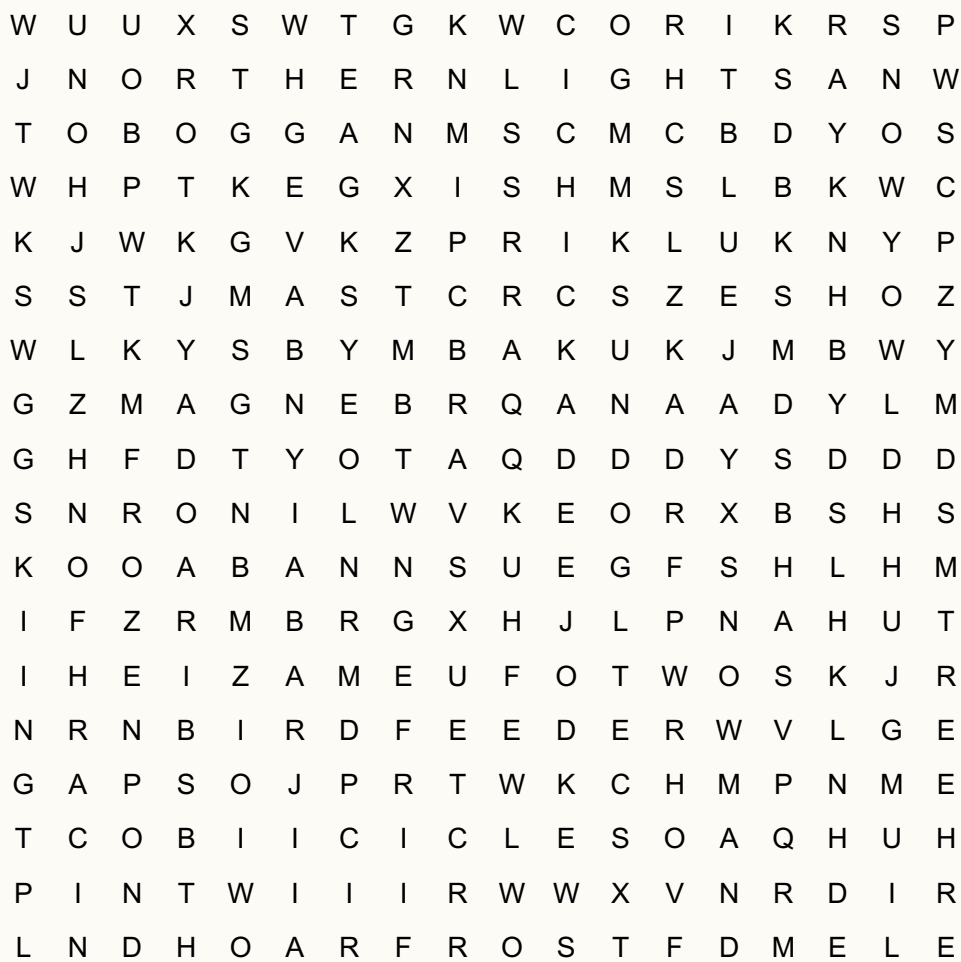 W U U X S W T G K W C O R I K R S P
J N O R T H E R N L I G H T S A N W
T O B O G G A N M S C M C B D Y O S
W H P T K E G X I S H M S L B K W C
K J W K G V K Z P R I K L U K N Y P
S S T J M A S T C R C S Z E S H O Z
W L K Y S B Y M B A K U K J M B W Y
G Z M A G N E B R Q A N A A D Y L M
G H F D T Y O T A Q D D D Y S D D D
S N R O N I L W V K E O R X B S H S
K O O A B A N N S U E G F S H L H M
I F Z R M B R G X H J L P N A H U T
I H E I Z A M E U F O T W O S K J R
N R N B I R D F E E D E R W V L G E
G A P S O J P R T W K C H M P N M E
T C O B I I C I C L E S O A Q H U H
P I N T W I I I R W W X V N R D I R
L N D H O A R F R O S T F D M E L E